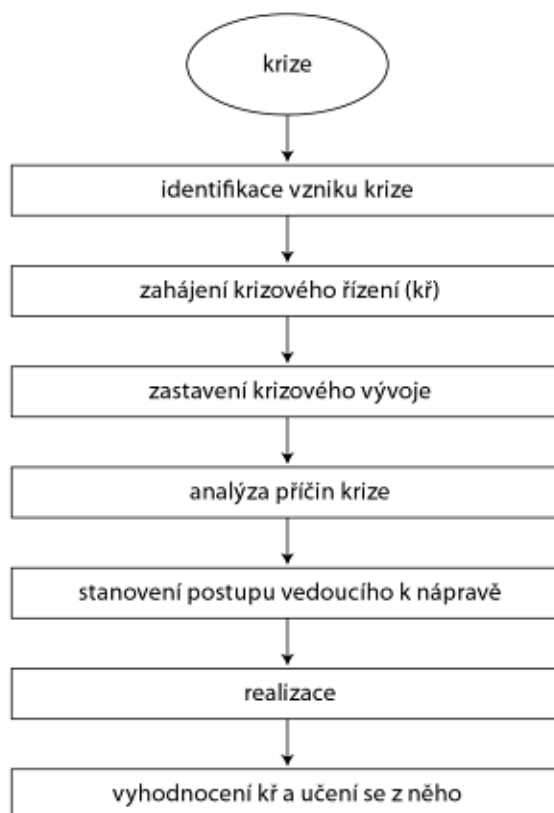 krize
identifikace vzniku krize
zahájení krizového řízení (kř)
zastavení krizového vývoje
analýza příčin krize
stanovení postupu vedoucího k nápravě
realizace
vyhodnocení kř a učení se z něho